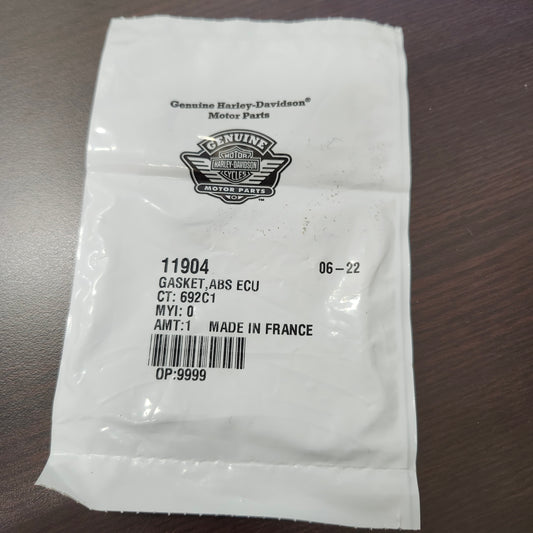 Genuine Harley-Davidson®
Motor Parts
GENUINE
MOTOR
HARLEY-DAVIDSON
CYCLES
MOTOR PARTS
™
11904 06-22
GASKET,ABS ECU
CT: 692C1
MYI: 0
AMT:1 MADE IN FRANCE
OP:9999